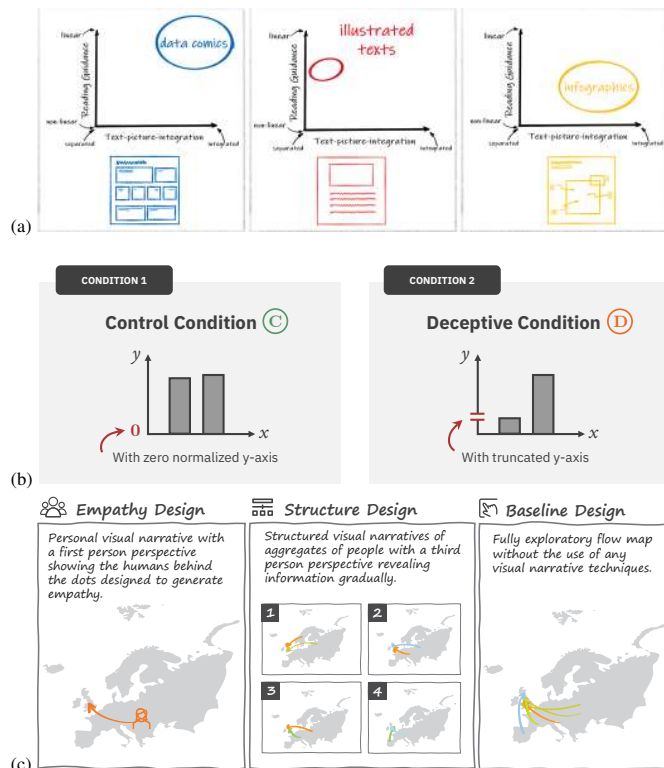 linear
Reading Guidance
data comics
non-linear
separated
Text-picture-integration
integrated
linear
Reading Guidance
illustrated
texts
non-linear
separated
Text-picture-integration
integrated
linear
Reading Guidance
infographics
non-linear
separated
Text-picture-integration
integrated
(a)
CONDITION 1
Control Condition C
y
0
x
With zero normalized y-axis
CONDITION 2
Deceptive Condition D
y
x
With truncated y-axis
(b)
Empathy Design
Personal visual narrative with
a first person perspective
showing the humans behind
the dots designed to generate
empathy.
Structure Design
Structured visual narratives of
aggregates of people with a third
person perspective revealing
information gradually.
1
2
3
4
Baseline Design
Fully exploratory flow map
without the use of any
visual narrative techniques.
(c)